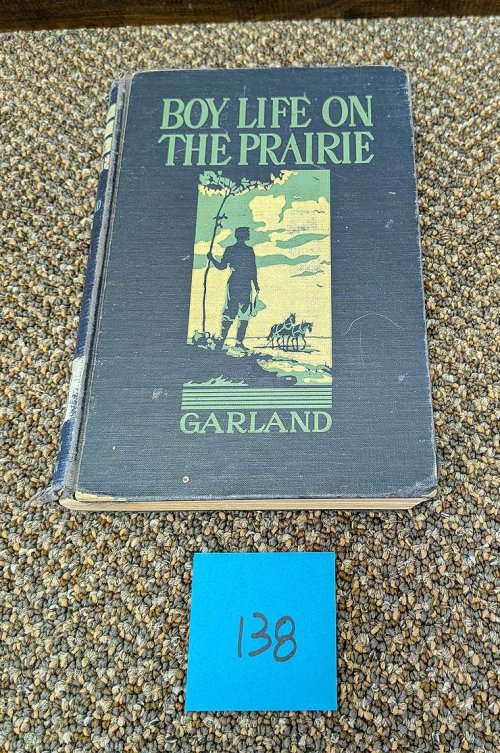 BOY LIFE ON
THE PRAIRIE
GARLAND
138